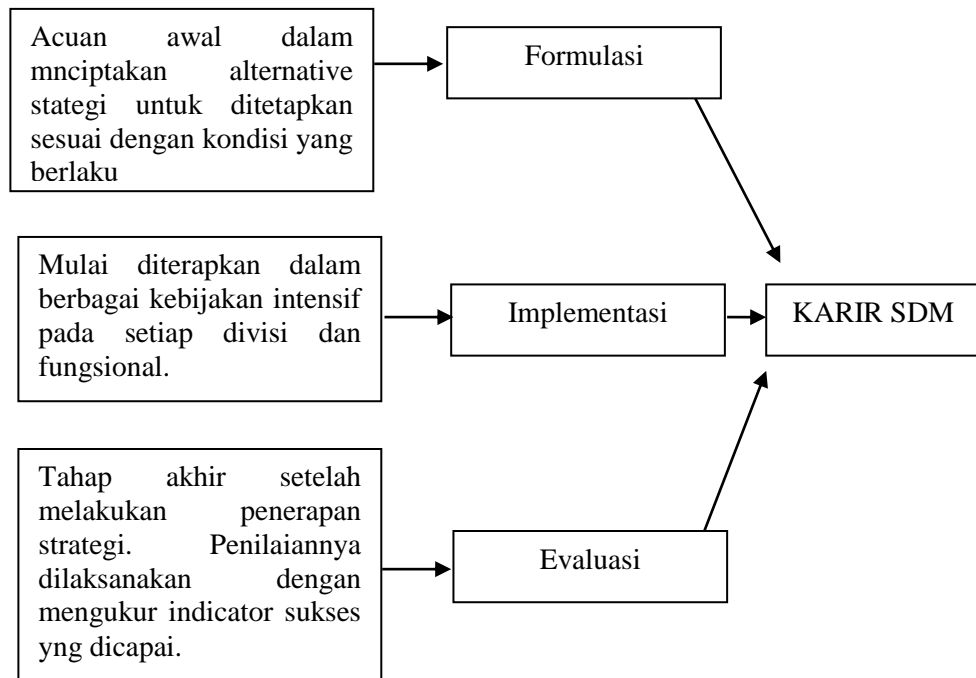 Acuan awal dalam
mnciptakan alternative
stategi untuk ditetapkan
sesuai dengan kondisi yang
berlaku
Formulasi
Mulai diterapkan dalam
berbagai kebijakan intensif
pada setiap divisi dan
fungsional.
Implementasi
KARIR SDM
Tahap akhir setelah
melakukan penerapan
strategi. Penilaiannya
dilaksanakan dengan
mengukur indicator sukses
yng dicapai.
Evaluasi